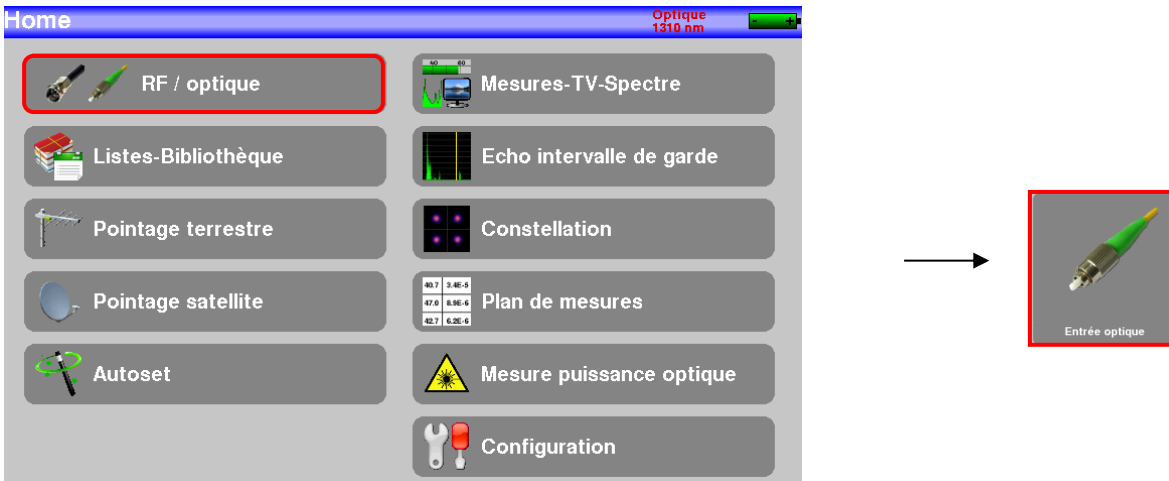 Home
Optique
1310 nm
- +
RF / optique
Mesures-TV-Spectre
40 60
Listes-Bibliothèque
Echo intervalle de garde
Pointage terrestre
Constellation
Pointage satellite
Plan de mesures
40.7 3.4E-5
47.0 8.9E-6
42.7 6.2E-6
Autoset
Mesure puissance optique
Configuration
Entrée optique